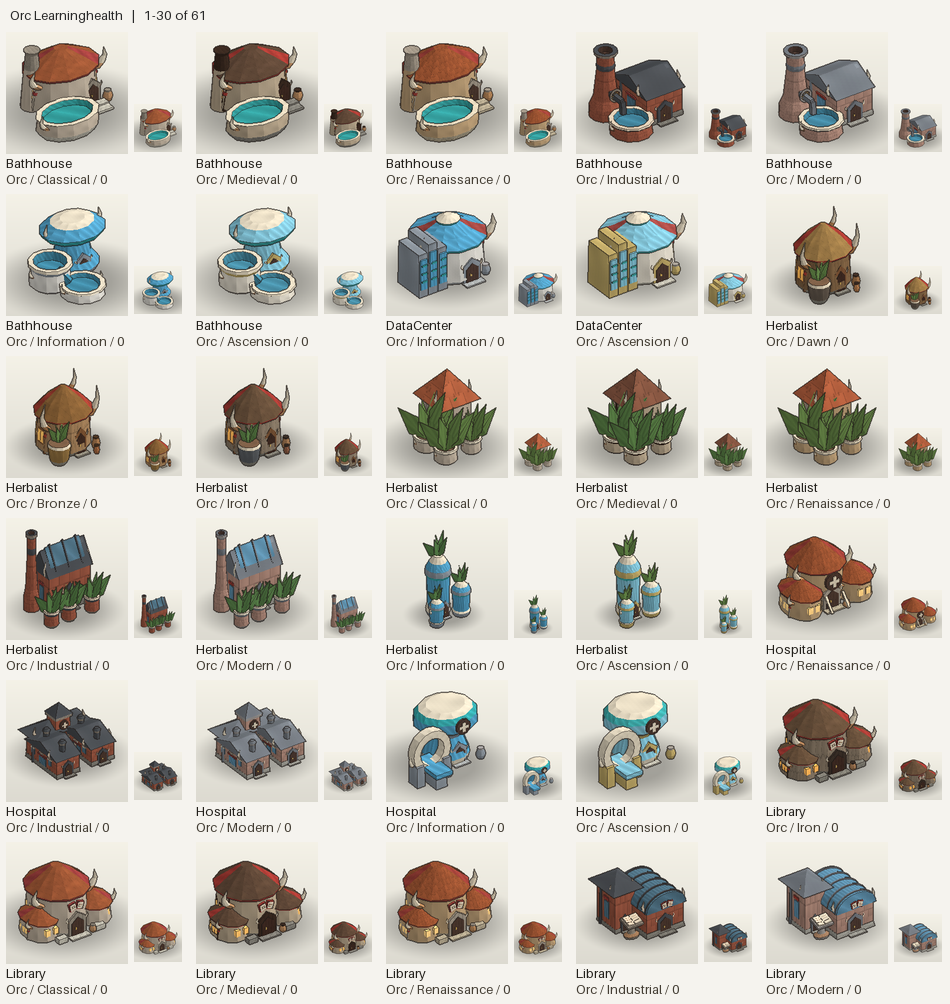 Orc Learninghealth | 1-30 of 61
Bathhouse
Orc / Classical / 0
Bathhouse
Orc / Medieval / 0
Bathhouse
Orc / Renaissance / 0
Bathhouse
Orc / Industrial / 0
Bathhouse
Orc / Modern / 0
Bathhouse
Orc / Information / 0
Bathhouse
Orc / Ascension / 0
DataCenter
Orc / Information / 0
DataCenter
Orc / Ascension / 0
Herbalist
Orc / Dawn / 0
Herbalist
Orc / Bronze / 0
Herbalist
Orc / Iron / 0
Herbalist
Orc / Classical / 0
Herbalist
Orc / Medieval / 0
Herbalist
Orc / Renaissance / 0
Herbalist
Orc / Industrial / 0
Herbalist
Orc / Modern / 0
Herbalist
Orc / Information / 0
Herbalist
Orc / Ascension / 0
Hospital
Orc / Renaissance / 0
Hospital
Orc / Industrial / 0
Hospital
Orc / Modern / 0
Hospital
Orc / Information / 0
Hospital
Orc / Ascension / 0
Library
Orc / Iron / 0
Library
Orc / Classical / 0
Library
Orc / Medieval / 0
Library
Orc / Renaissance / 0
Library
Orc / Industrial / 0
Library
Orc / Modern / 0